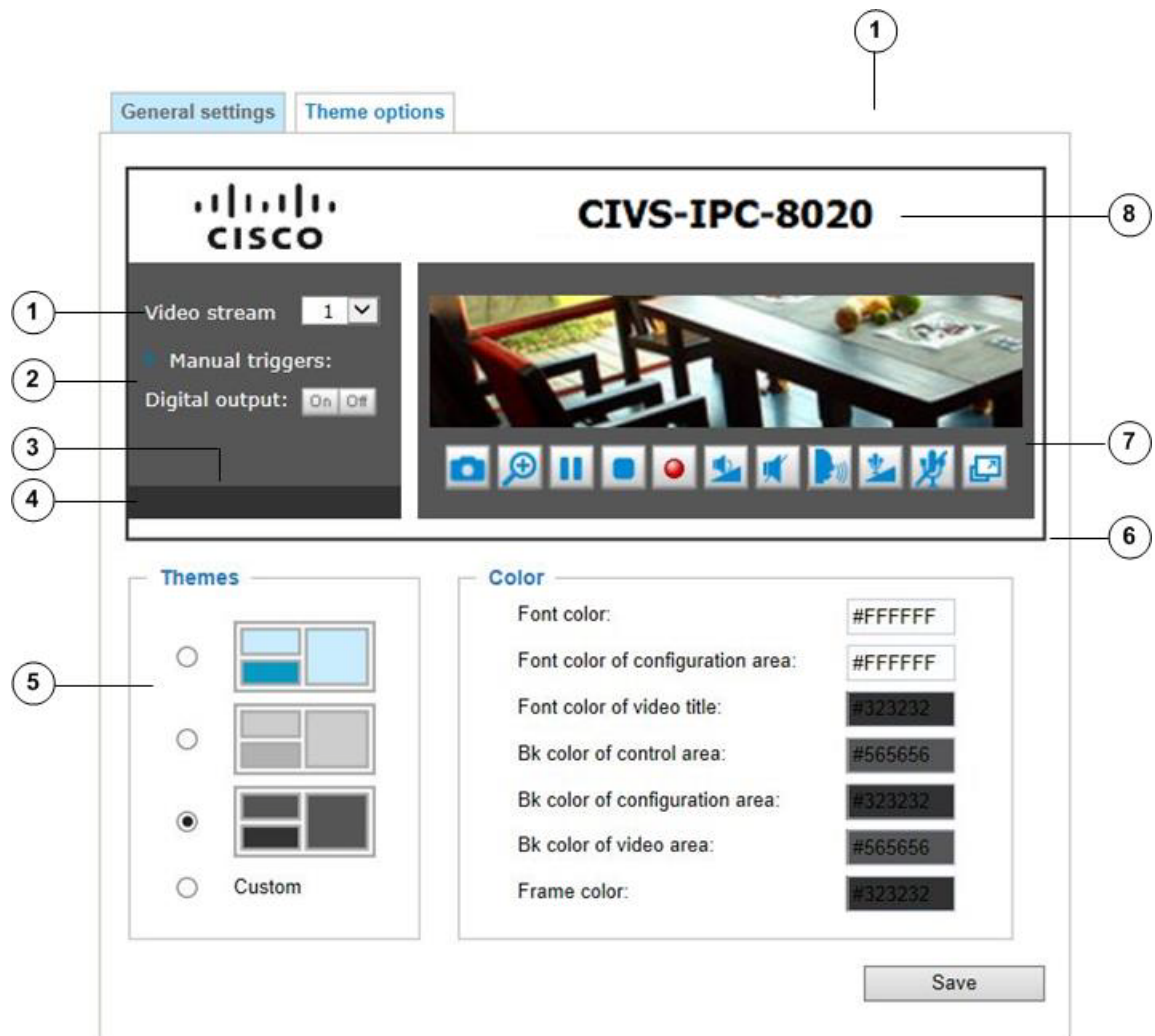 1
General settings
Theme options
CISCO
CIVS-IPC-8020
8
1
Video stream 1
2
Manual triggers:
Digital output: On Off
3
4
7
6
Themes
Color
5
Custom
Font color: #FFFFFF
Font color of configuration area: #FFFFFF
Font color of video title: #323232
Bk color of control area: #565656
Bk color of configuration area: #323232
Bk color of video area: #565656
Frame color: #323232
Save